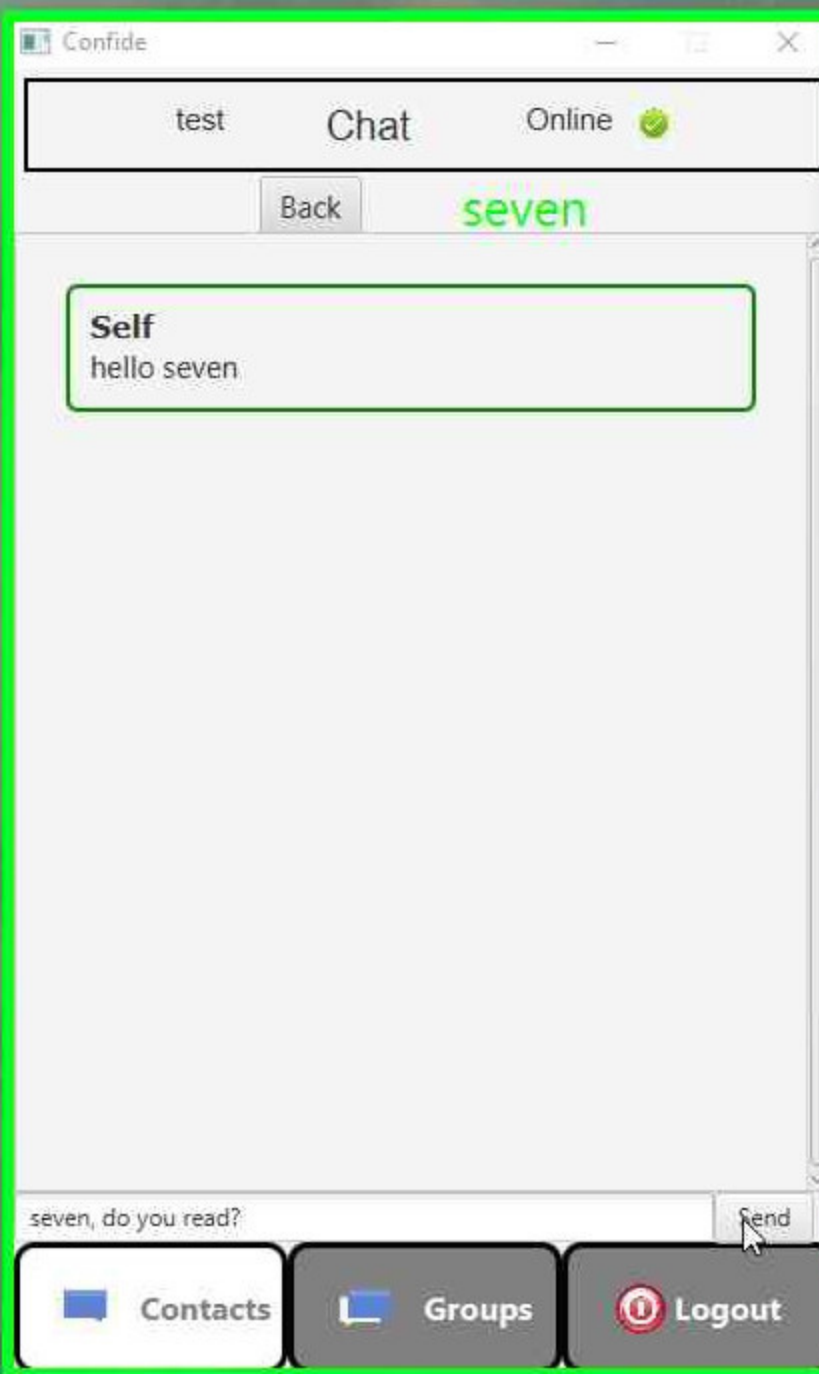 Confide
test Chat Online
Back seven
Self
hello seven
seven, do you read? Send
Contacts Groups Logout